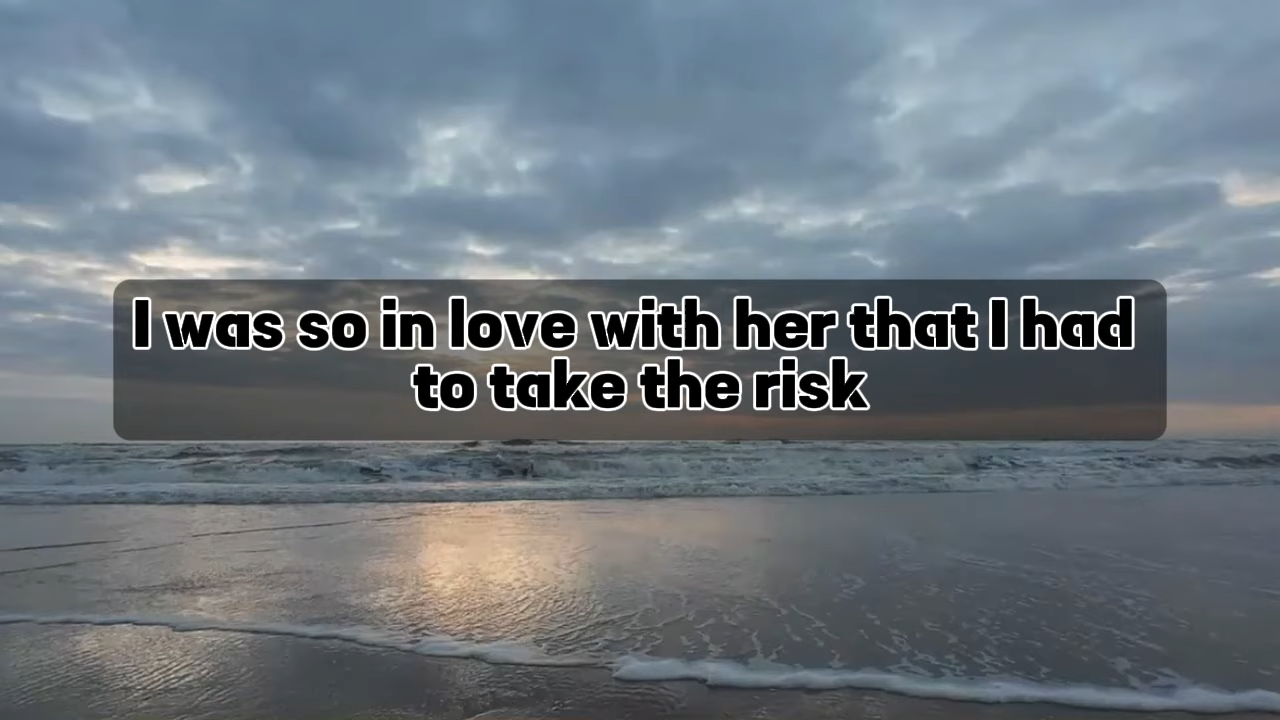 I was so in love with her that I had
to take the risk